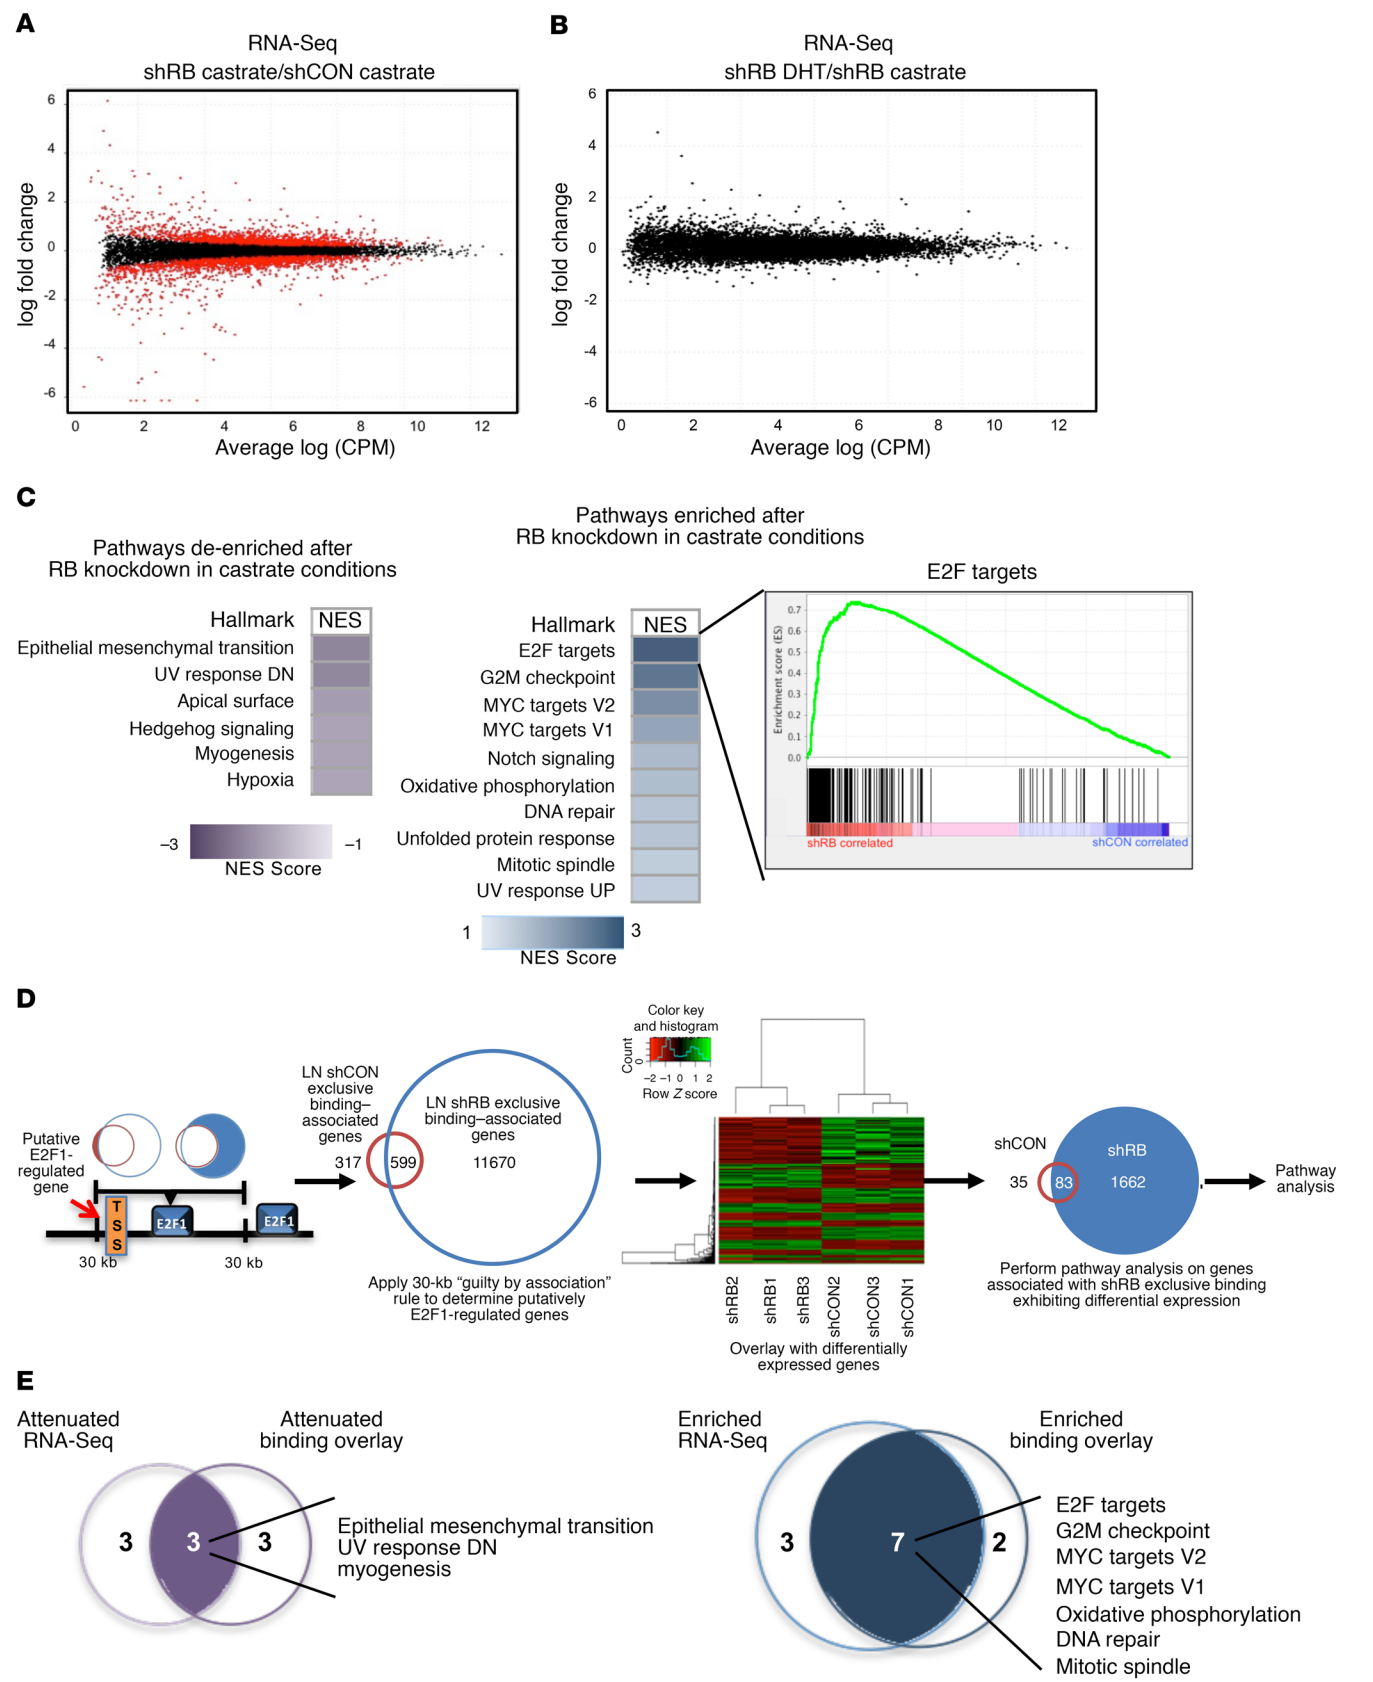 A
RNA-Seq
shRB castrate/shCON castrate
log fold change
6
4
2
0
-2
-4
-6
0 2 4 6 8 10 12
Average log (CPM)
B
RNA-Seq
shRB DHT/shRB castrate
log fold change
6
4
2
0
-2
-4
-6
0 2 4 6 8 10 12
Average log (CPM)
C
Pathways de-enriched after
RB knockdown in castrate conditions
Hallmark NES
Epithelial mesenchymal transition
UV response DN
Apical surface
Hedgehog signaling
Myogenesis
Hypoxia
–3 –1
NES Score
Pathways enriched after
RB knockdown in castrate conditions
Hallmark NES
E2F targets
G2M checkpoint
MYC targets V2
MYC targets V1
Notch signaling
Oxidative phosphorylation
DNA repair
Unfolded protein response
Mitotic spindle
UV response UP
1 3
NES Score
E2F targets
Enrichment score (ES)
0.7
0.6
0.5
0.4
0.3
0.2
0.1
0.0
shRB correlated shCON correlated
D
Putative
E2F1-
regulated
gene
T
S
S
E2F1 E2F1
30 kb 30 kb
LN shCON
exclusive
binding–
associated
genes
LN shRB exclusive
binding–associated
genes
317 599 11670
Apply 30-kb “guilty by association”
rule to determine putatively
E2F1-regulated genes
Color key
and histogram
Count
0
–2 –1 0 1 2
Row Z score
shRB2 shRB1 shRB3 shCON2 shCON3 shCON1
Overlay with differentially
expressed genes
shCON shRB
35 83 1662
Perform pathway analysis on genes
associated with shRB exclusive binding
exhibiting differential expression
Pathway
analysis
E
Attenuated
RNA-Seq
Attenuated
binding overlay
3 3 3
Epithelial mesenchymal transition
UV response DN
myogenesis
Enriched
RNA-Seq
Enriched
binding overlay
3 7 2
E2F targets
G2M checkpoint
MYC targets V2
MYC targets V1
Oxidative phosphorylation
DNA repair
Mitotic spindle